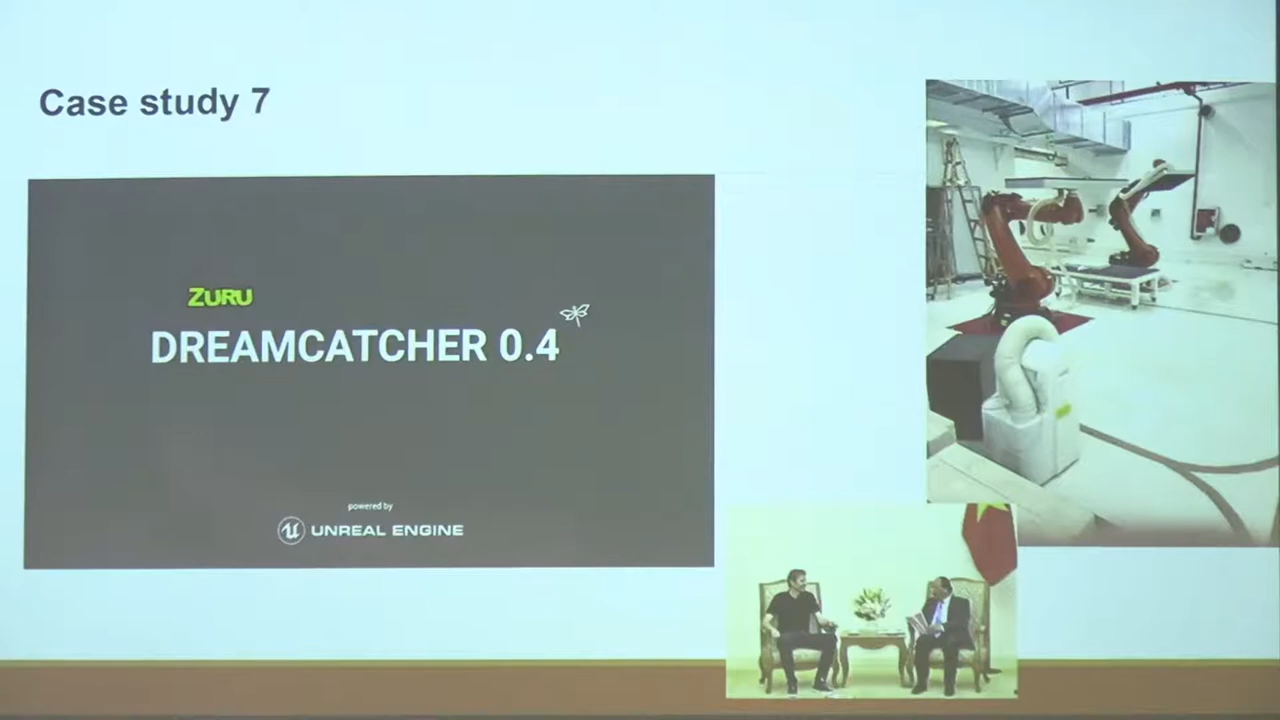 Case study 7
ZURU
DREAMCATCHER 0.4
powered by
UNREAL ENGINE